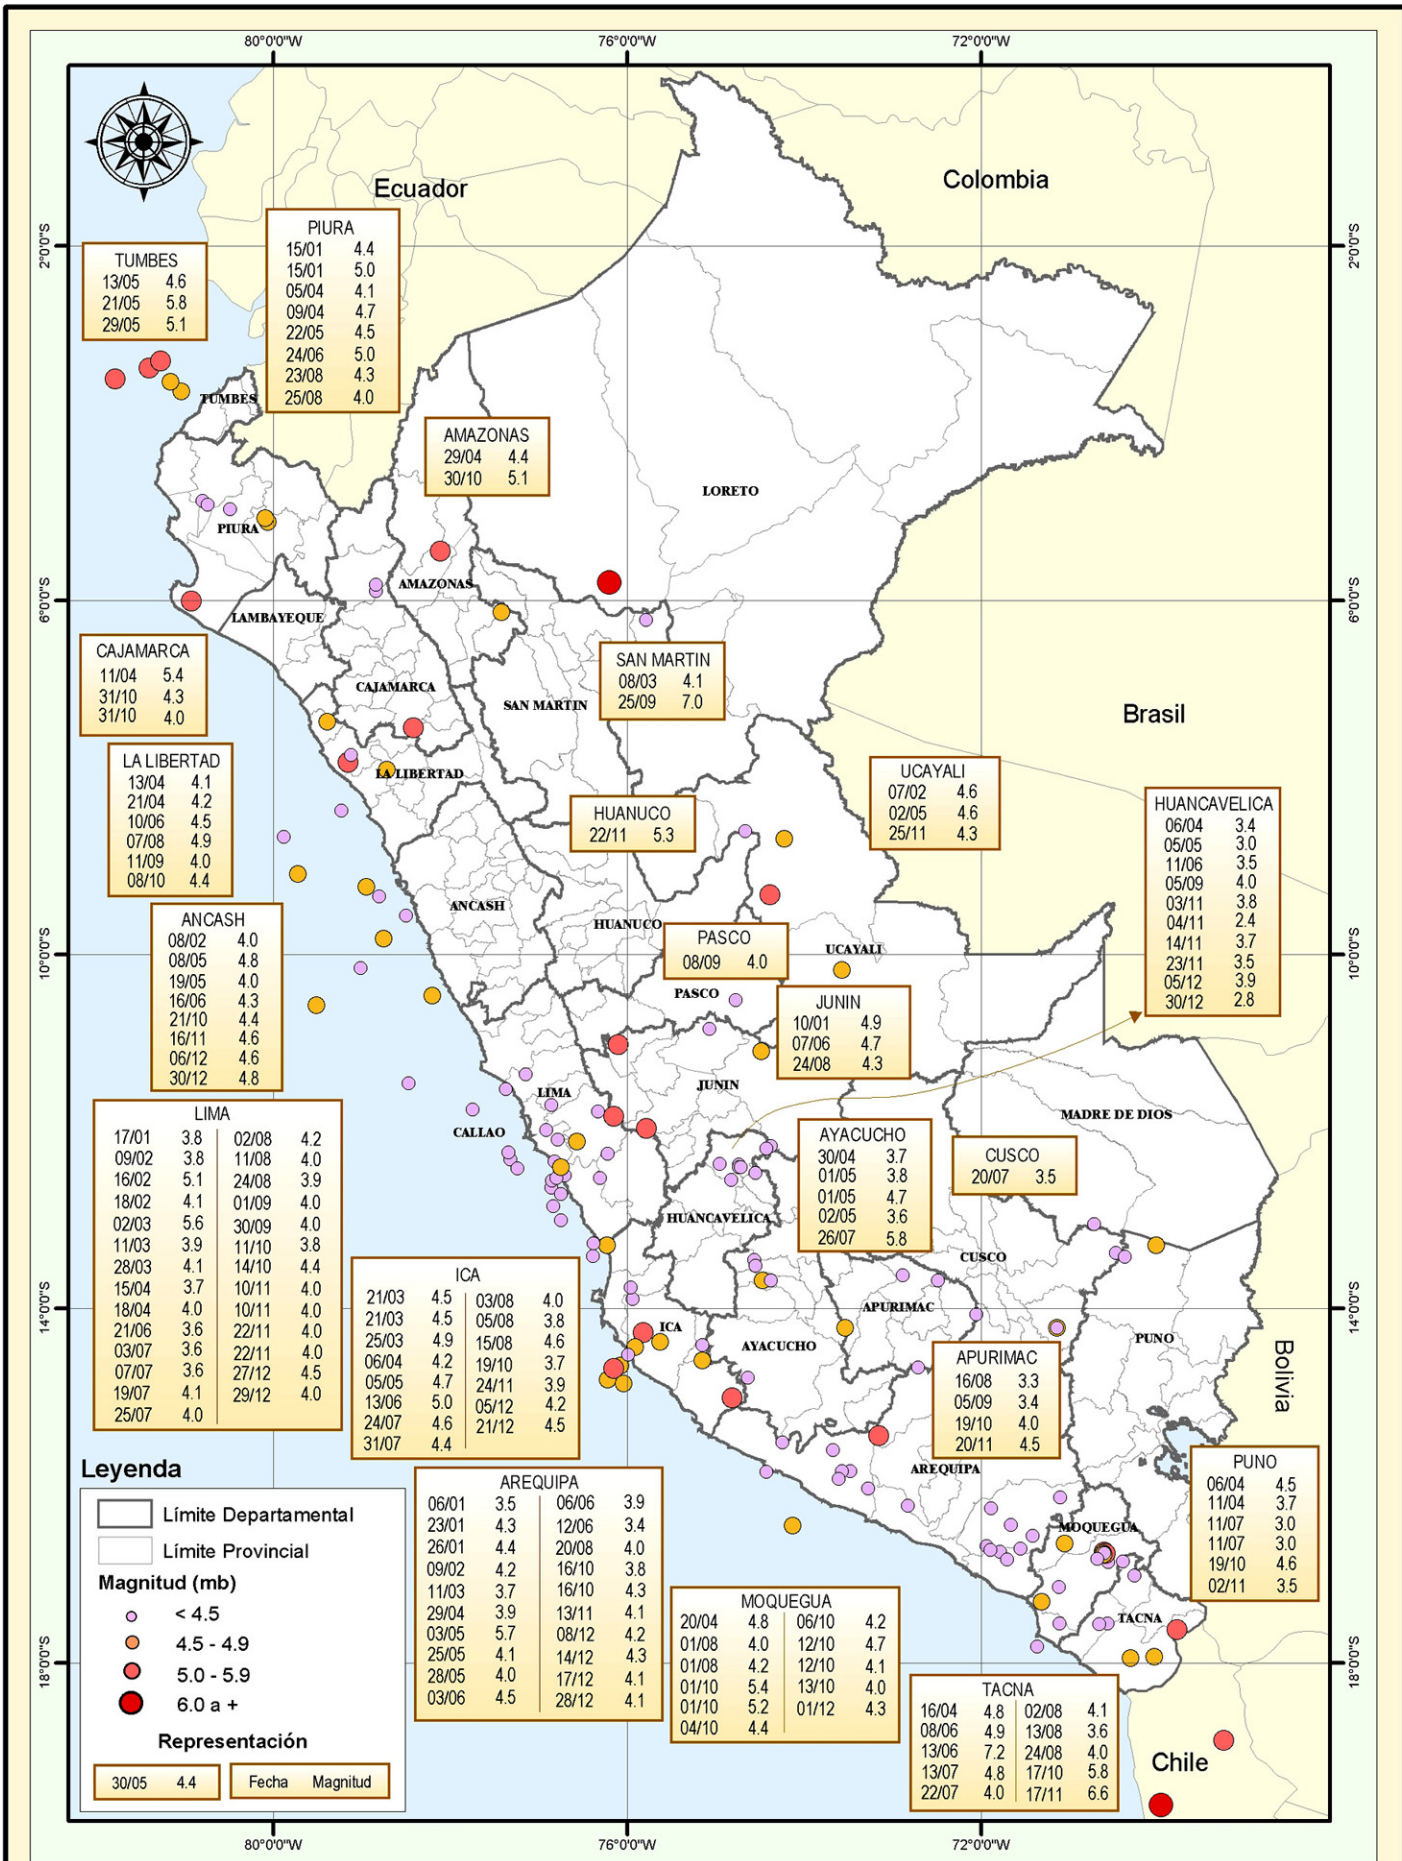 80°0'0"W 76°0'0"W 72°0'0"W
Ecuador
Colombia
2°0'0"S
2°0'0"S
TUMBES
13/05 4.6
21/05 5.8
29/05 5.1
PIURA
15/01 4.4
15/01 5.0
05/04 4.1
09/04 4.7
22/05 4.5
24/06 5.0
23/08 4.3
25/08 4.0
TUMBES
AMAZONAS
29/04 4.4
30/10 5.1
LORETO
PIURA
AMAZONAS
6°0'0"S
6°0'0"S
LAMBAYEQUE
CAJAMARCA
11/04 5.4
31/10 4.3
31/10 4.0
SAN MARTIN
08/03 4.1
25/09 7.0
CAJAMARCA
SAN MARTIN
Brasil
LA LIBERTAD
13/04 4.1
21/04 4.2
10/06 4.5
07/08 4.9
11/09 4.0
08/10 4.4
LA LIBERTAD
HUANUCO
22/11 5.3
UCAYALI
07/02 4.6
02/05 4.6
25/11 4.3
HUANCAVELICA
06/04 3.4
05/05 3.0
11/06 3.5
05/09 4.0
03/11 3.8
04/11 2.4
14/11 3.7
23/11 3.5
05/12 3.9
30/12 2.8
ANCASH
08/02 4.0
08/05 4.8
19/05 4.0
16/06 4.3
21/10 4.4
16/11 4.6
06/12 4.6
30/12 4.8
ANCASH
HUANUCO
PASCO
08/09 4.0
UCAYALI
10°0'0"S
10°0'0"S
PASCO
JUNIN
10/01 4.9
07/06 4.7
24/08 4.3
LIMA
JUNIN
MADRE DE DIOS
CALLAO
LIMA
17/01 3.8 02/08 4.2
09/02 3.8 11/08 4.0
16/02 5.1 24/08 3.9
18/02 4.1 01/09 4.0
02/03 5.6 30/09 4.0
11/03 3.9 11/10 3.8
28/03 4.1 14/10 4.4
15/04 3.7 10/11 4.0
18/04 4.0 10/11 4.0
21/06 3.6 22/11 4.0
03/07 3.6 22/11 4.0
07/07 3.6 27/12 4.5
19/07 4.1 29/12 4.0
25/07 4.0
AYACUCHO
30/04 3.7
01/05 3.8
01/05 4.7
02/05 3.6
26/07 5.8
CUSCO
20/07 3.5
HUANCAVELICA
CUSCO
ICA
21/03 4.5 03/08 4.0
21/03 4.5 05/08 3.8
25/03 4.9 15/08 4.6
06/04 4.2 19/10 3.7
05/05 4.7 24/11 3.9
13/06 5.0 05/12 4.2
24/07 4.6 21/12 4.5
31/07 4.4
14°0'0"S
14°0'0"S
APURIMAC
ICA
AYACUCHO
PUNO
Bolivia
APURIMAC
16/08 3.3
05/09 3.4
19/10 4.0
20/11 4.5
AREQUIPA
PUNO
06/04 4.5
11/04 3.7
11/07 3.0
11/07 3.0
19/10 4.6
02/11 3.5
AREQUIPA
06/01 3.5 06/06 3.9
23/01 4.3 12/06 3.4
26/01 4.4 20/08 4.0
09/02 4.2 16/10 3.8
11/03 3.7 16/10 4.3
29/04 3.9 13/11 4.1
03/05 5.7 08/12 4.2
25/05 4.1 14/12 4.3
28/05 4.0 17/12 4.1
03/06 4.5 28/12 4.1
MOQUEGUA
TACNA
MOQUEGUA
20/04 4.8 06/10 4.2
01/08 4.0 12/10 4.7
01/08 4.2 12/10 4.1
01/10 5.4 13/10 4.0
01/10 5.2 01/12 4.3
04/10 4.4
18°0'0"S
18°0'0"S
TACNA
16/04 4.8 02/08 4.1
08/06 4.9 13/08 3.6
13/06 7.2 24/08 4.0
13/07 4.8 17/10 5.8
22/07 4.0 17/11 6.6
Chile
Leyenda
Límite Departamental
Límite Provincial
Magnitud (mb)
< 4.5
4.5 - 4.9
5.0 - 5.9
6.0 a +
Representación
30/05 4.4 Fecha Magnitud
80°0'0"W 76°0'0"W 72°0'0"W